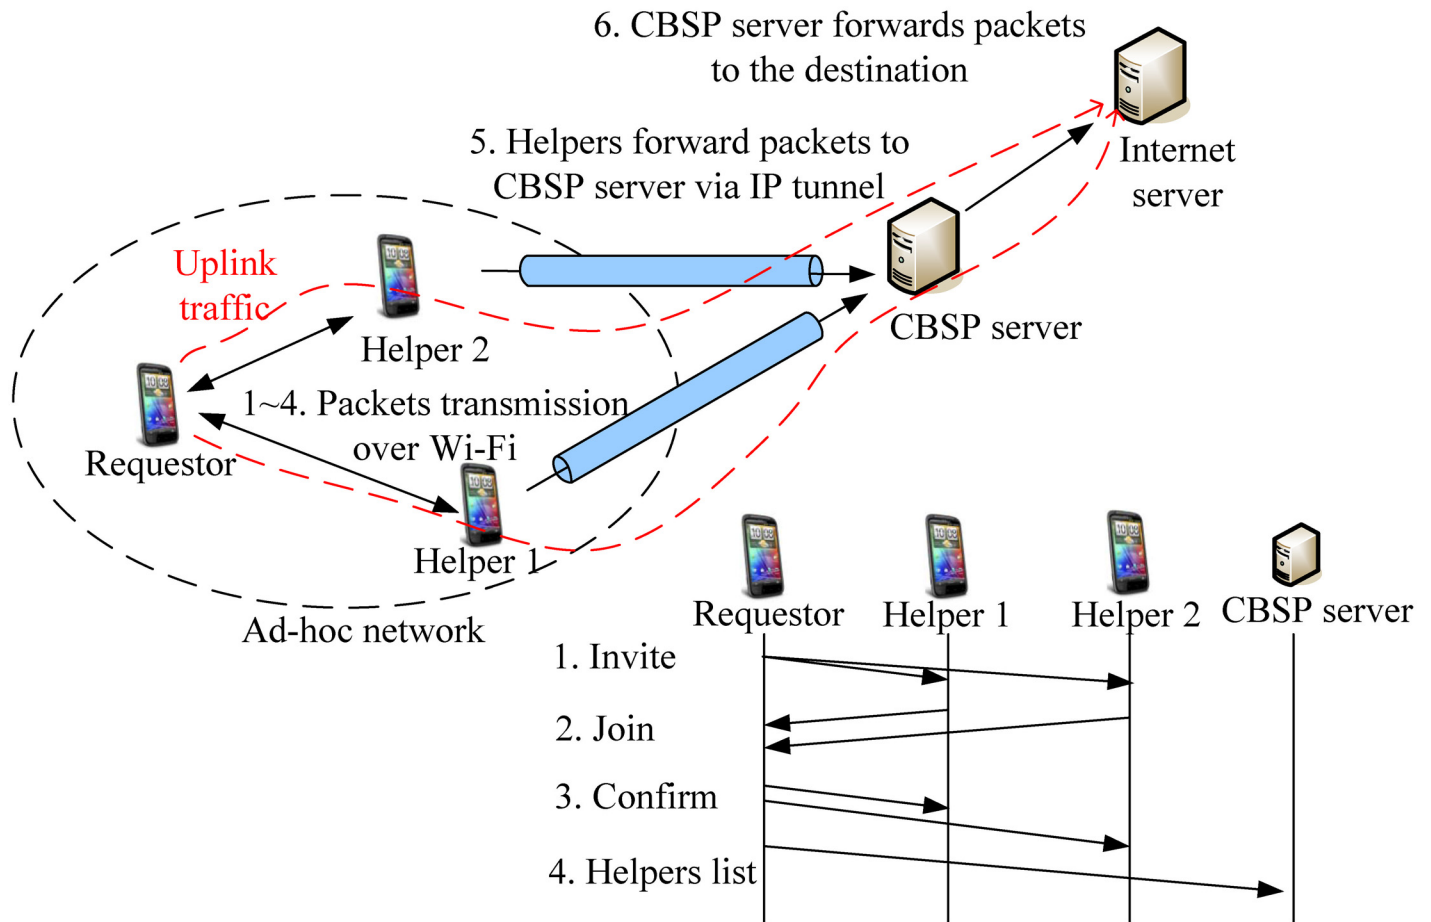 6. CBSP server forwards packets
to the destination
5. Helpers forward packets to
CBSP server via IP tunnel
Internet
server
Uplink
traffic
CBSP server
Helper 2
1~4. Packets transmission
over Wi-Fi
Requestor
Helper 1
Ad-hoc network
Requestor
Helper 1
Helper 2
CBSP server
1. Invite
2. Join
3. Confirm
4. Helpers list